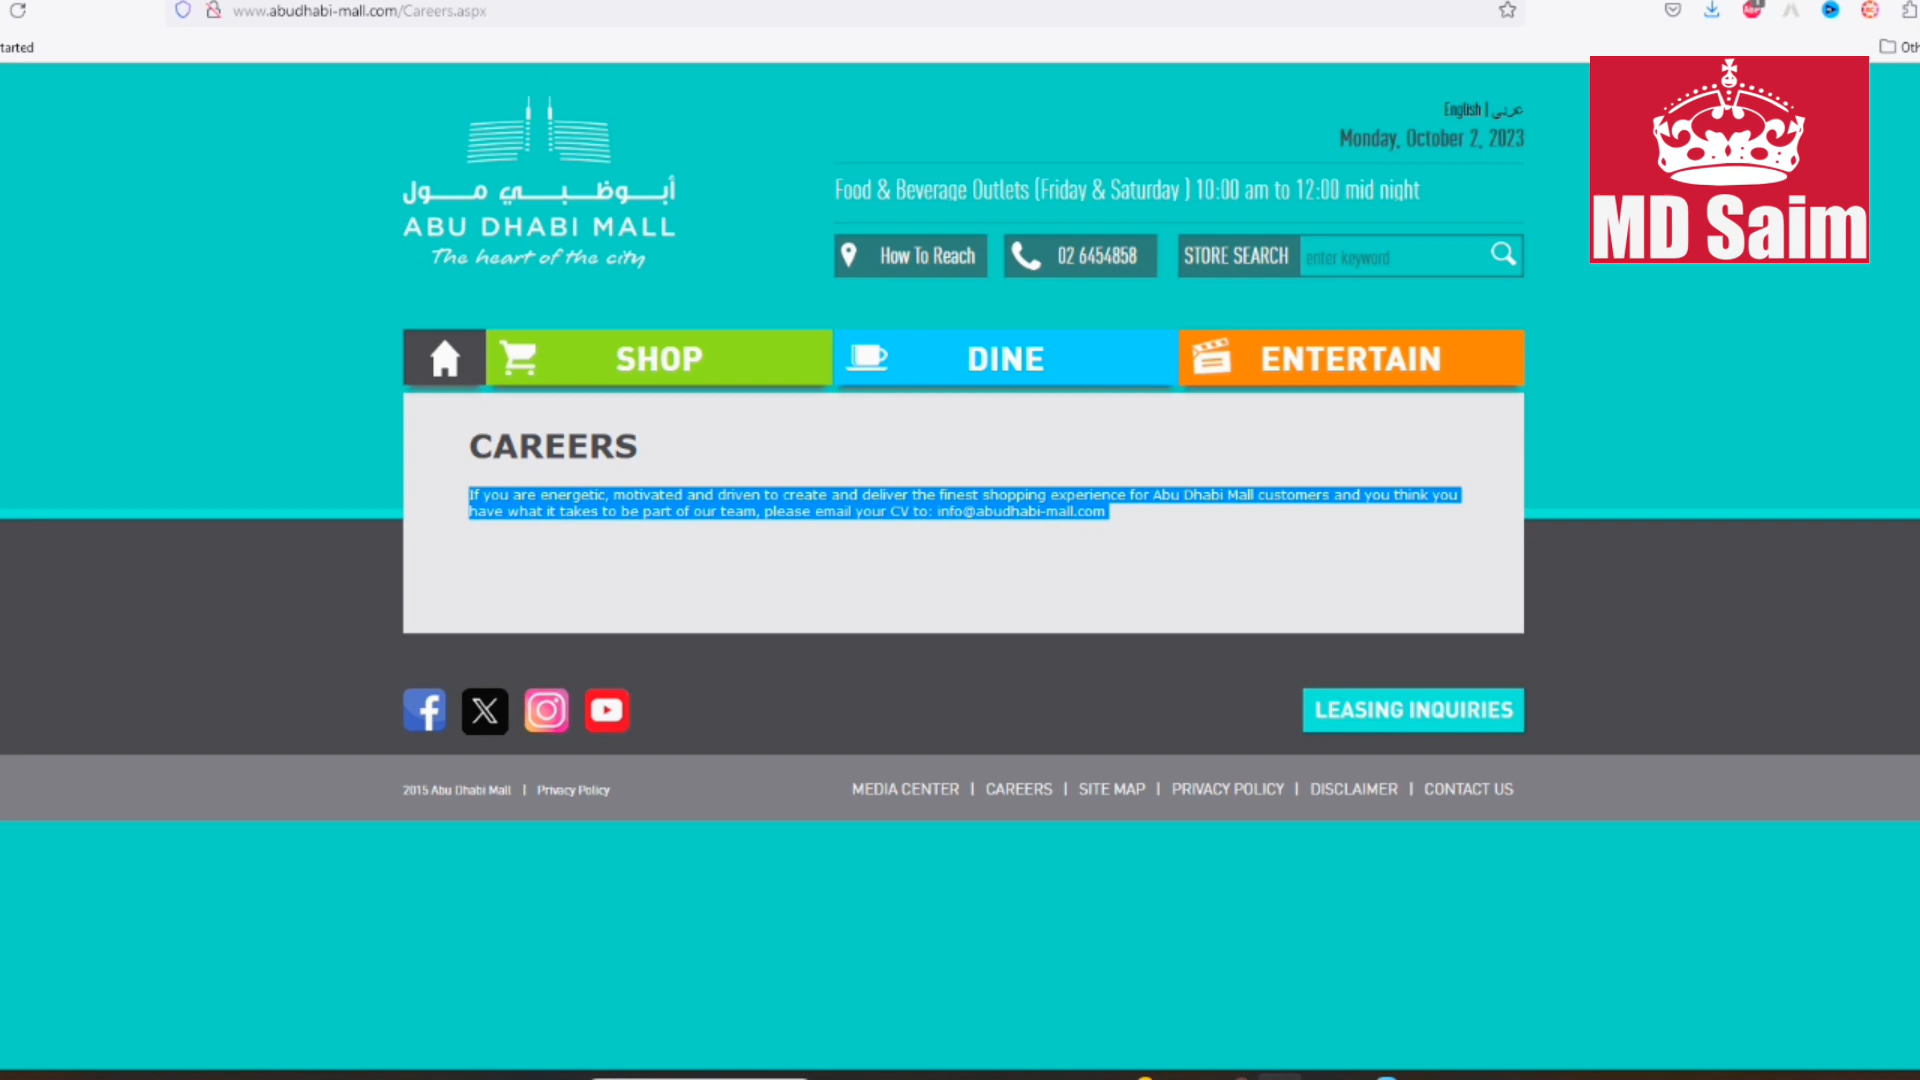 www.abudhabi-mall.com/Careers.aspx
tarted
Oth
English | عربي
Monday, October 2, 2023
أبوظبي مول
ABU DHABI MALL
The heart of the city
Food & Beverage Outlets (Friday & Saturday ) 10:00 am to 12:00 mid night
How To Reach
02 6454858
STORE SEARCH
enter keyword
MD Saim
SHOP
DINE
ENTERTAIN
CAREERS
If you are energetic, motivated and driven to create and deliver the finest shopping experience for Abu Dhabi Mall customers and you think you
have what it takes to be part of our team, please email your CV to: info@abudhabi-mall.com
LEASING INQUIRIES
2015 Abu Dhabi Mall | Privacy Policy
MEDIA CENTER | CAREERS | SITE MAP | PRIVACY POLICY | DISCLAIMER | CONTACT US